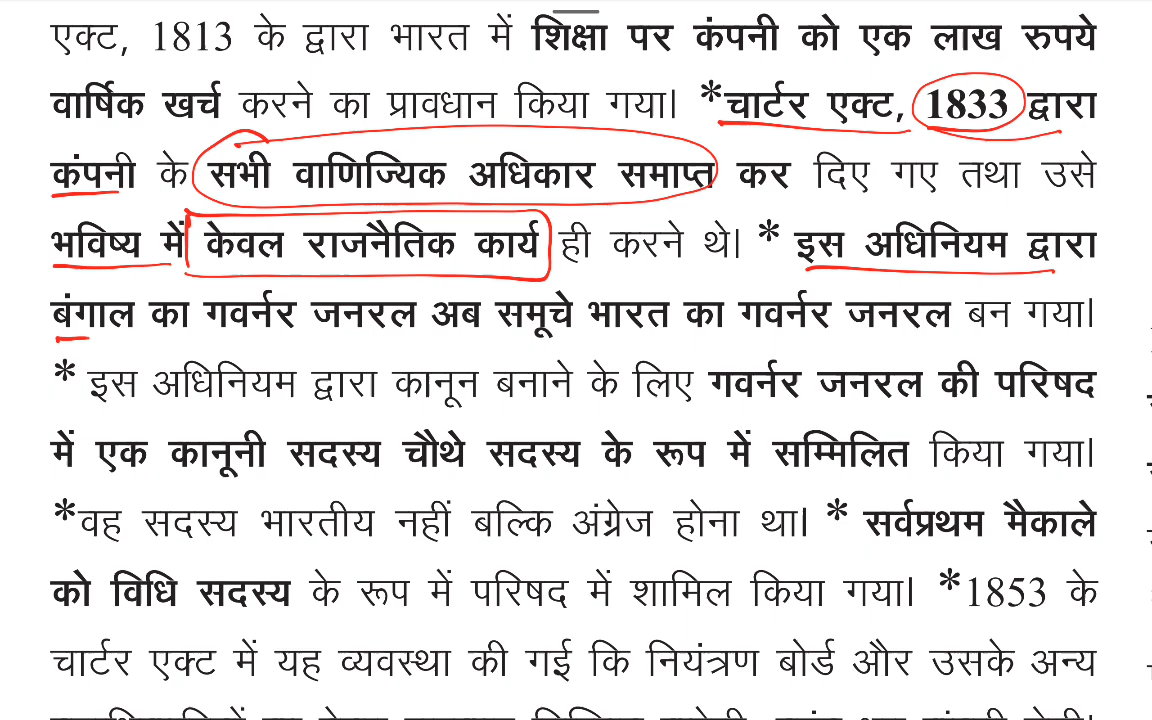 एक्ट, 1813 के द्वारा भारत में शिक्षा पर कंपनी को एक लाख रुपये
वार्षिक खर्च करने का प्रावधान किया गया। *चार्टर एक्ट, 1833 द्वारा
कंपनी के सभी वाणिज्यिक अधिकार समाप्त कर दिए गए तथा उसे
भविष्य में केवल राजनैतिक कार्य ही करने थे। * इस अधिनियम द्वारा
बंगाल का गवर्नर जनरल अब समूचे भारत का गवर्नर जनरल बन गया।
* इस अधिनियम द्वारा कानून बनाने के लिए गवर्नर जनरल की परिषद
में एक कानूनी सदस्य चौथे सदस्य के रूप में सम्मिलित किया गया।
*वह सदस्य भारतीय नहीं बल्कि अंग्रेज होना था। * सर्वप्रथम मैकाले
को विधि सदस्य के रूप में परिषद में शामिल किया गया। *1853 के
चार्टर एक्ट में यह व्यवस्था की गई कि नियंत्रण बोर्ड और उसके अन्य